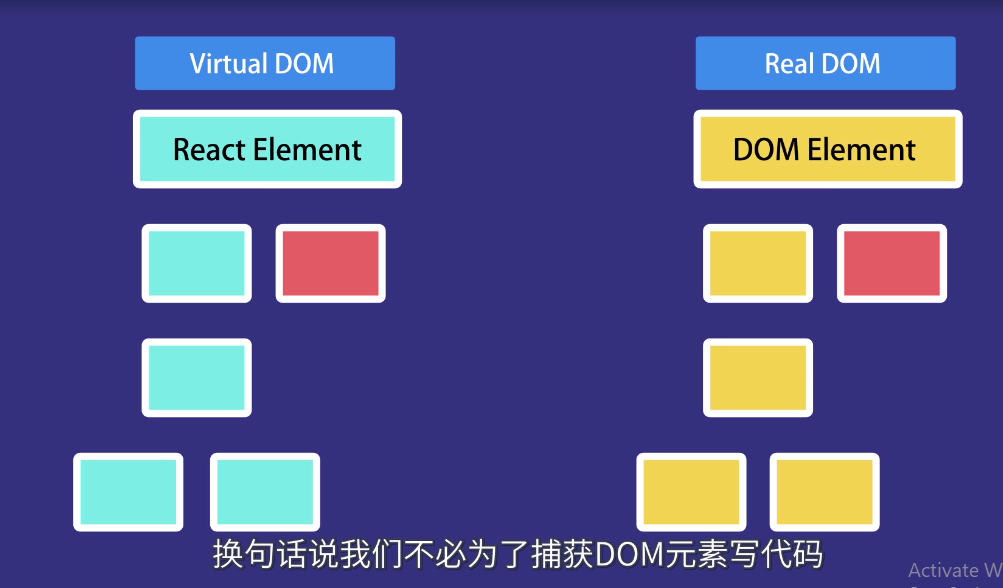 Virtual DOM
Real DOM
React Element
DOM Element
换句话说我们不必为了捕获DOM元素写代码
Activate